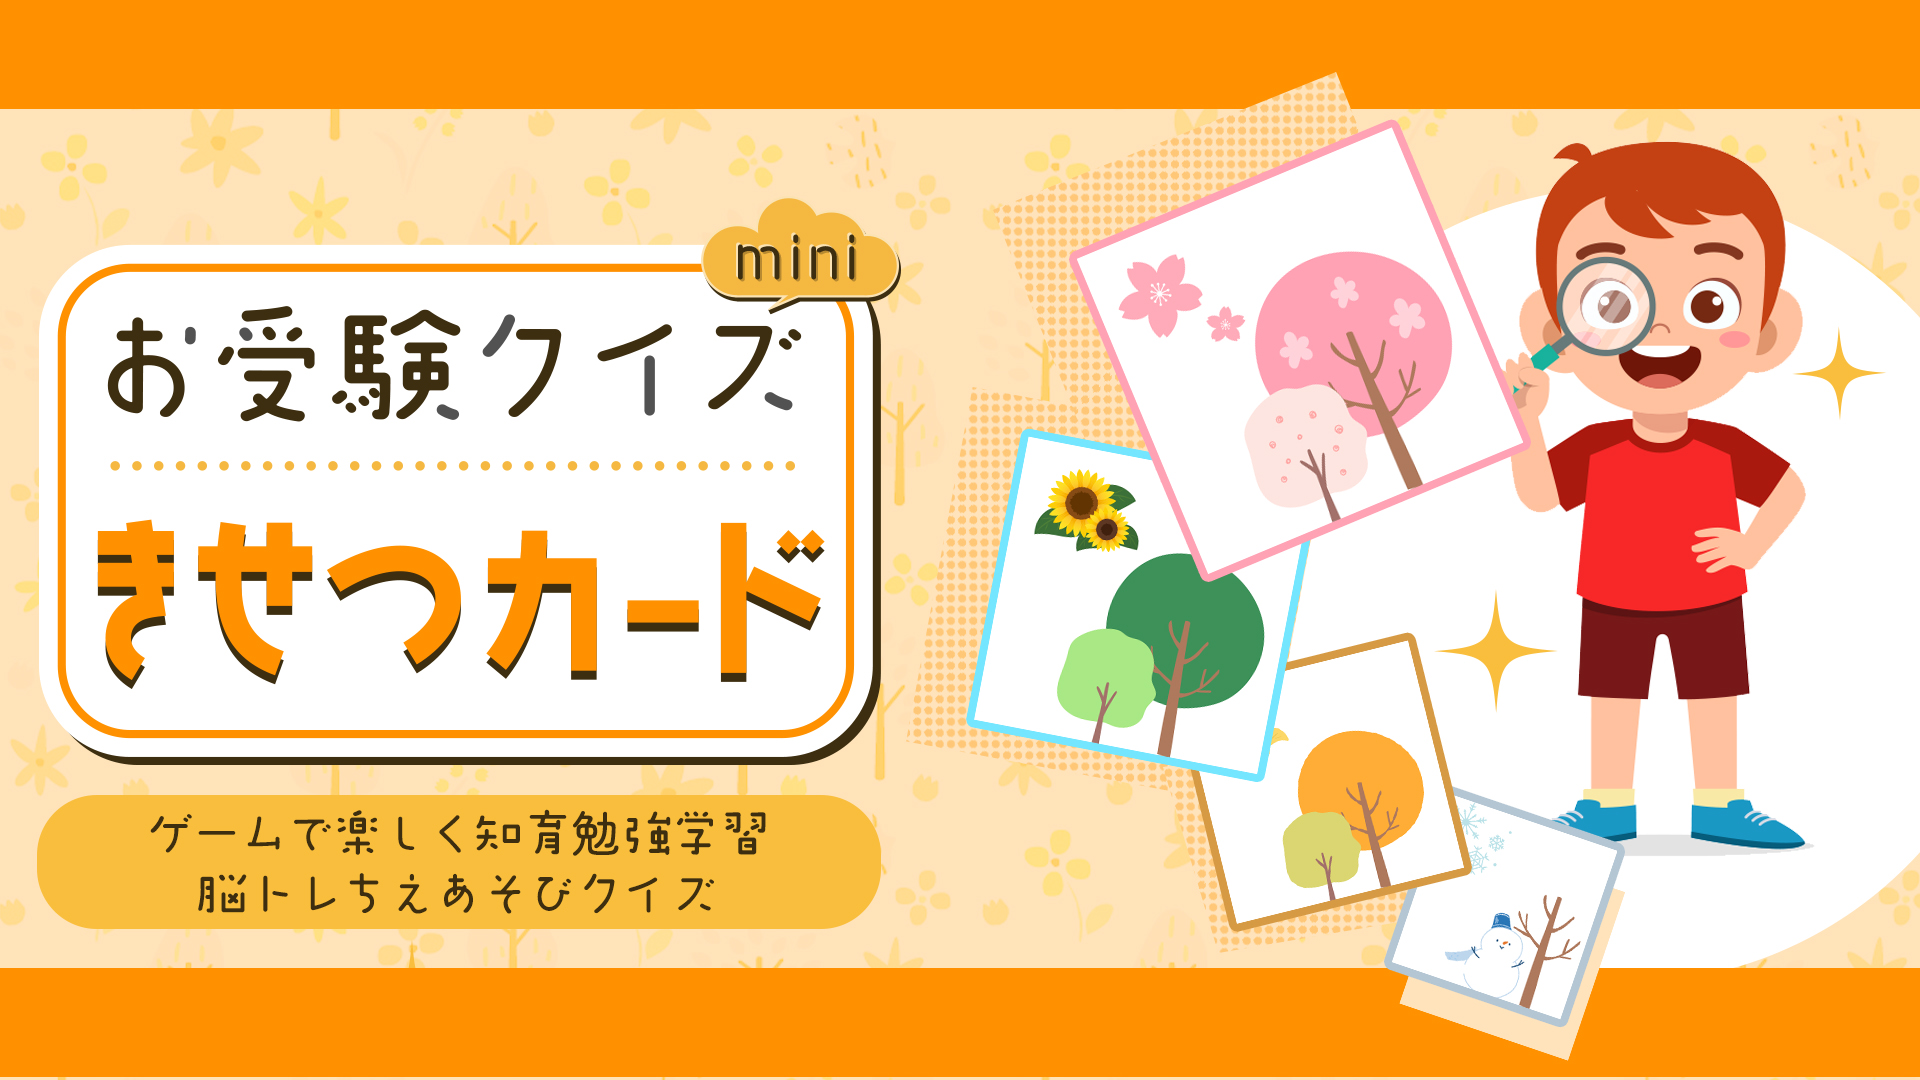 mini
お受験クイズ
きせつカード
ゲームで楽しく知育勉強学習
脳トレちえあそびクイズ